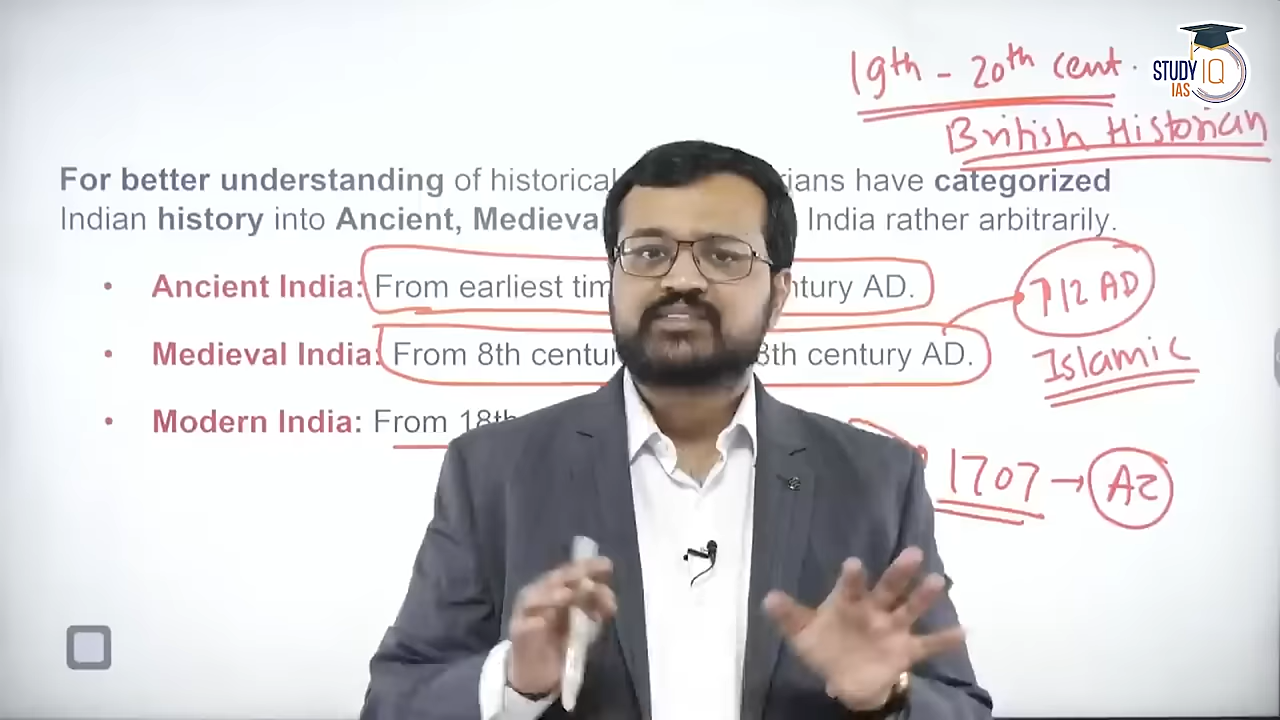 19th - 20th cent.
STUDY IQ
IAS
British Historian
For better understanding of historical ians have categorized
Indian history into Ancient, Medieva India rather arbitrarily.
• Ancient India: From earliest tim ntury AD.
712 AD
• Medieval India: From 8th centur 8th century AD.
Islamic
• Modern India: From 18th
1707 → AZ